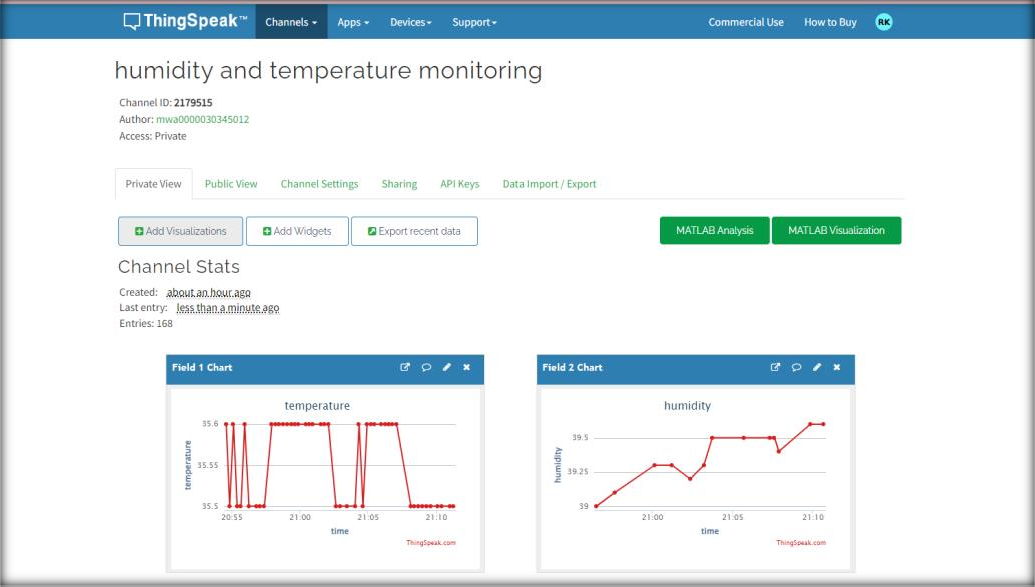 ThingSpeak™ Channels Apps Devices Support Commercial Use How to Buy RK
humidity and temperature monitoring
Channel ID: 2179515
Author: mwa0000030345012
Access: Private
Private View Public View Channel Settings Sharing API Keys Data Import / Export
Add Visualizations Add Widgets Export recent data MATLAB Analysis MATLAB Visualization
Channel Stats
Created: about an hour ago
Last entry: less than a minute ago
Entries: 168
Field 1 Chart
temperature
temperature
35.6
35.55
35.5
20:55 21:00 21:05 21:10
time
ThingSpeak.com
Field 2 Chart
humidity
humidity
39.5
39.25
39
21:00 21:05 21:10
time
ThingSpeak.com